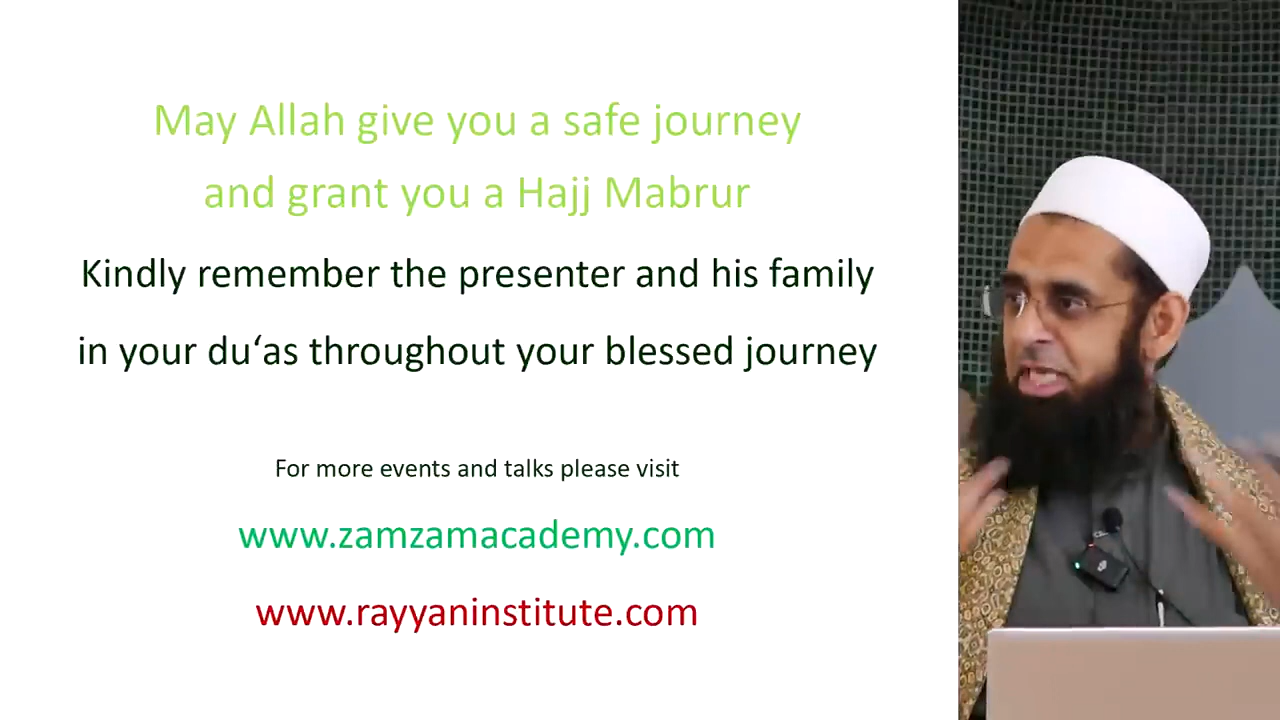 May Allah give you a safe journey
and grant you a Hajj Mabrur
Kindly remember the presenter and his family
in your du‘as throughout your blessed journey
For more events and talks please visit
www.zamzamacademy.com
www.rayyaninstitute.com